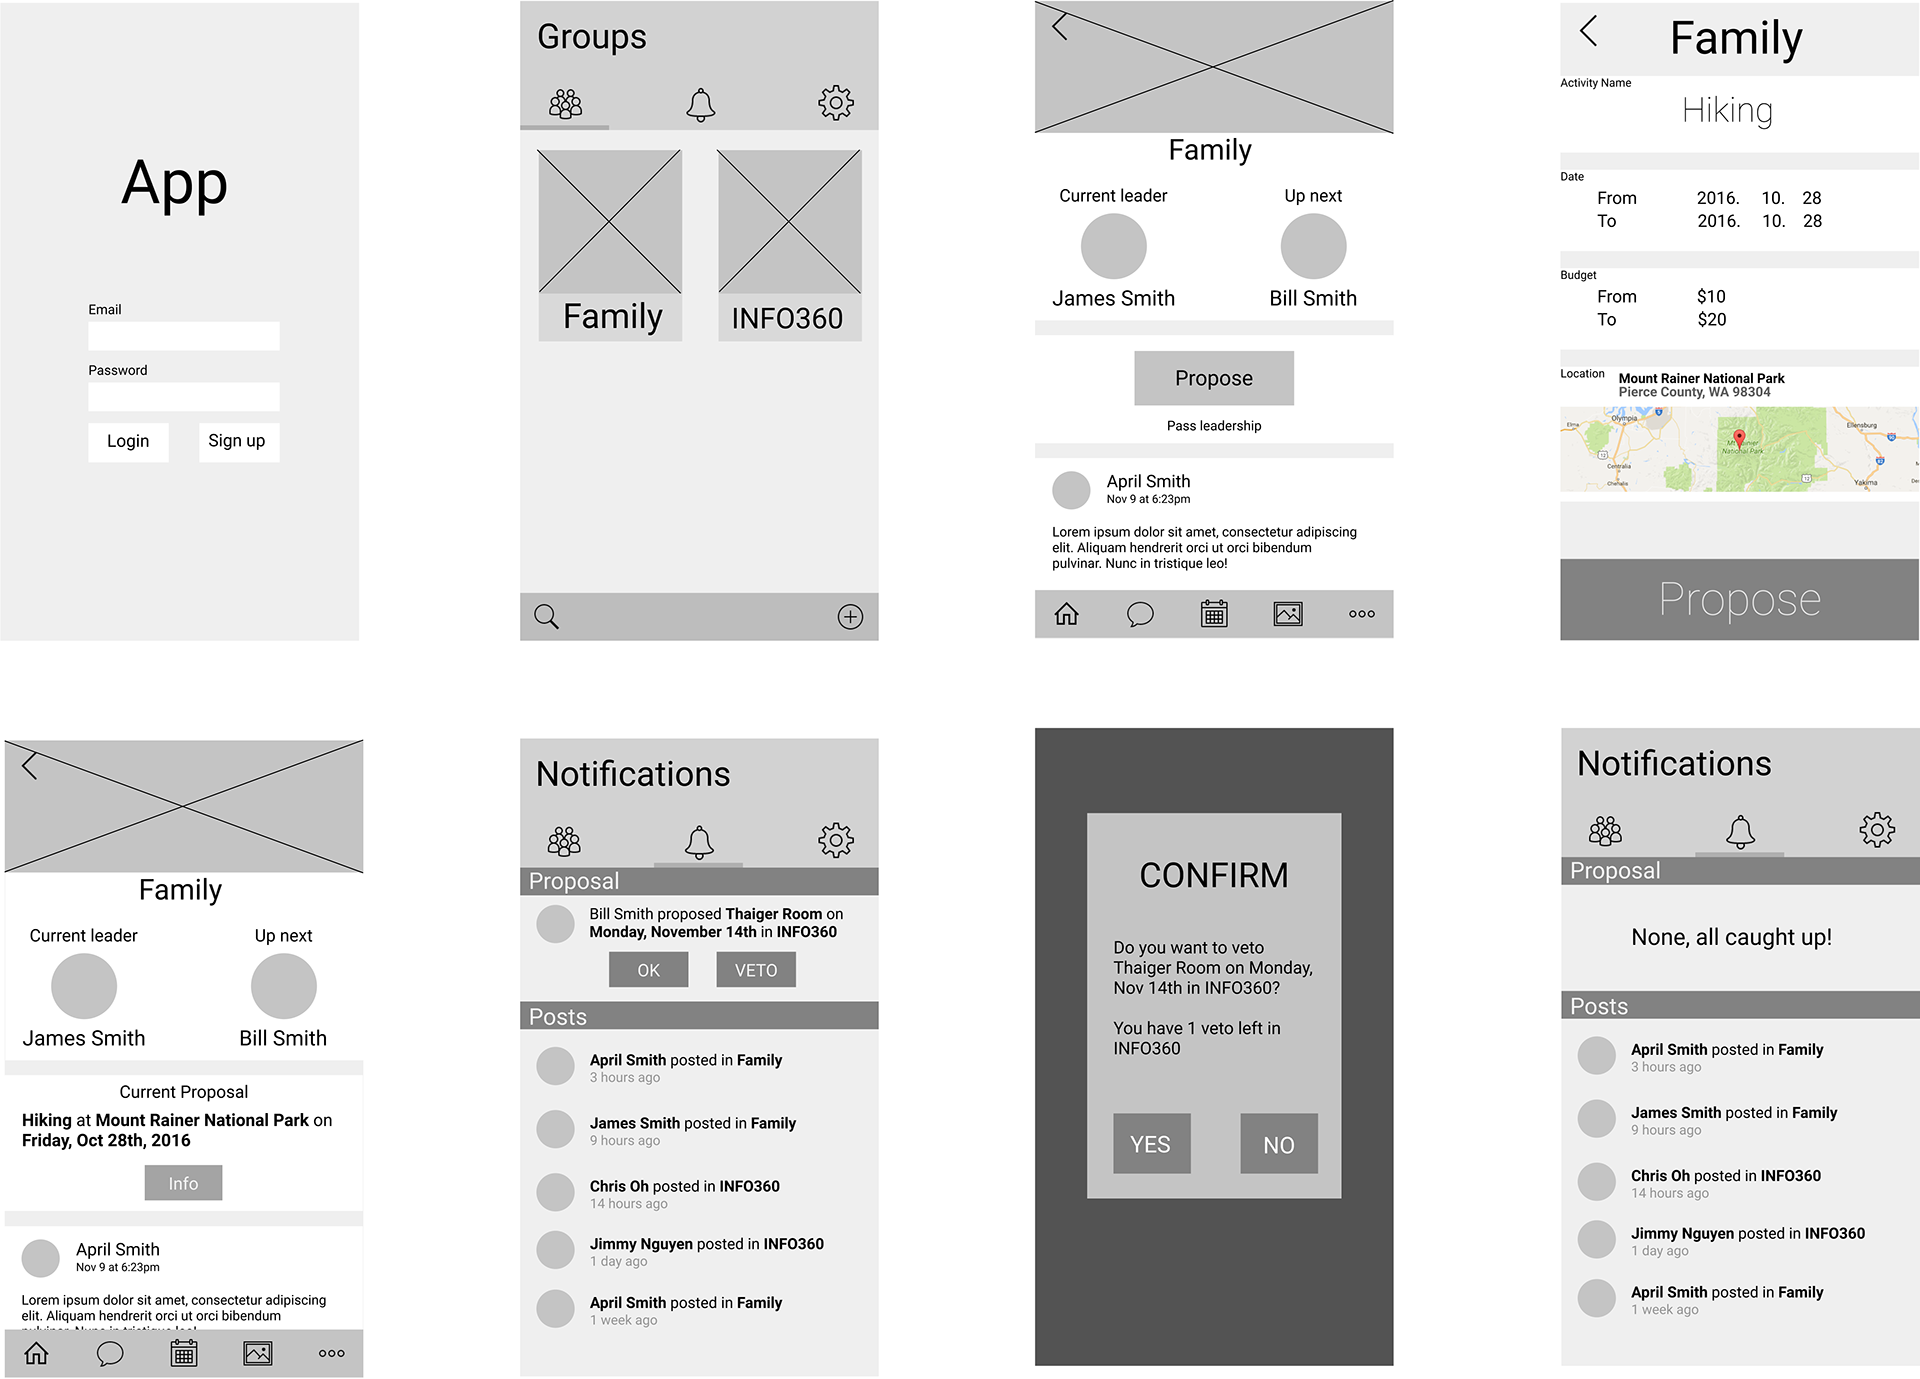 App
Email
Password
Login
Sign up
Groups
Family
INFO360
Family
Current leader
Up next
James Smith
Bill Smith
Propose
Pass leadership
April Smith
Nov 9 at 6:23pm
Lorem ipsum dolor sit amet, consectetur adipiscing
elit. Aliquam hendrerit orci ut orci bibendum
pulvinar. Nunc in tristique leo!
Family
Activity Name
Hiking
Date
From 2016. 10. 28
To 2016. 10. 28
Budget
From $10
To $20
Location
Mount Rainer National Park
Pierce County, WA 98304
Olympia
Elma
Ellensburg
Mt Rainier
National Park
Centralia
Chehalis
Yakima
12
12
Propose
Family
Current leader
Up next
James Smith
Bill Smith
Current Proposal
Hiking at Mount Rainer National Park on
Friday, Oct 28th, 2016
Info
April Smith
Nov 9 at 6:23pm
Lorem ipsum dolor sit amet, consectetur adipiscing
elit. Aliquam hendrerit orci ut orci bibendum
Notifications
Proposal
Bill Smith proposed Thaiger Room on
Monday, November 14th in INFO360
OK
VETO
Posts
April Smith posted in Family
3 hours ago
James Smith posted in Family
9 hours ago
Chris Oh posted in INFO360
14 hours ago
Jimmy Nguyen posted in INFO360
1 day ago
April Smith posted in Family
1 week ago
CONFIRM
Do you want to veto
Thaiger Room on Monday,
Nov 14th in INFO360?
You have 1 veto left in
INFO360
YES
NO
Notifications
Proposal
None, all caught up!
Posts
April Smith posted in Family
3 hours ago
James Smith posted in Family
9 hours ago
Chris Oh posted in INFO360
14 hours ago
Jimmy Nguyen posted in INFO360
1 day ago
April Smith posted in Family
1 week ago